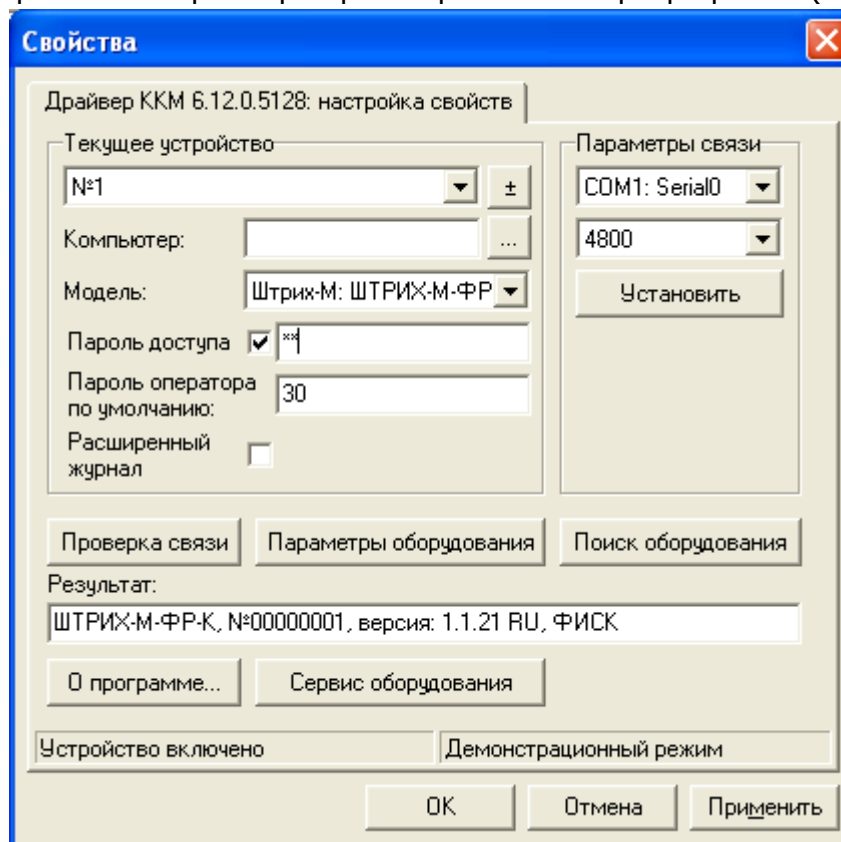 Свойства
Драйвер ККМ 6.12.0.5128: настройка свойств
Текущее устройство
Параметры связи
№1
±
COM1: Serial0
Компьютер:
...
4800
Модель:
Штрих-М: ШТРИХ-М-ФР
Установить
Пароль доступа
**
Пароль оператора
по умолчанию:
30
Расширенный
журнал
Проверка связи
Параметры оборудования
Поиск оборудования
Результат:
ШТРИХ-М-ФР-К, №00000001, версия: 1.1.21 RU, ФИСК
О программе...
Сервис оборудования
Устройство включено
Демонстрационный режим
OK
Отмена
Применить